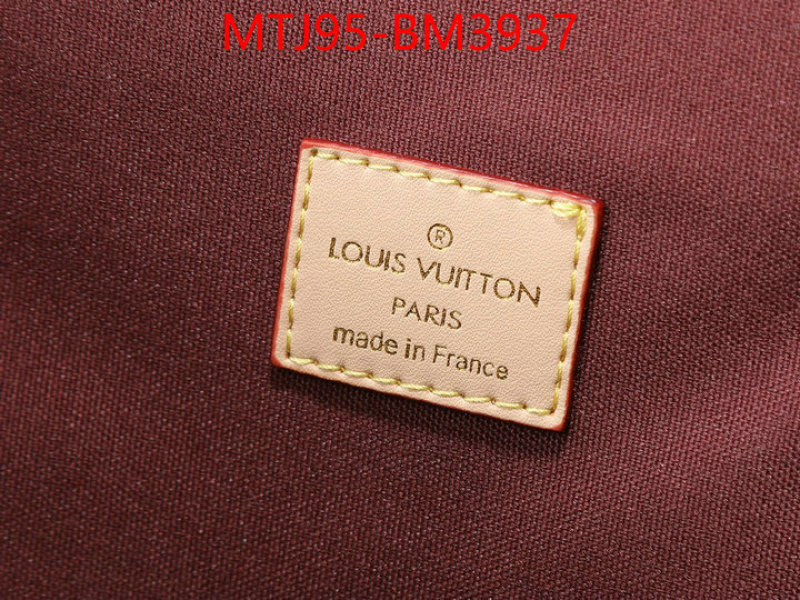 MTJ95-BM3937
®
LOUIS VUITTON
PARIS
made in France